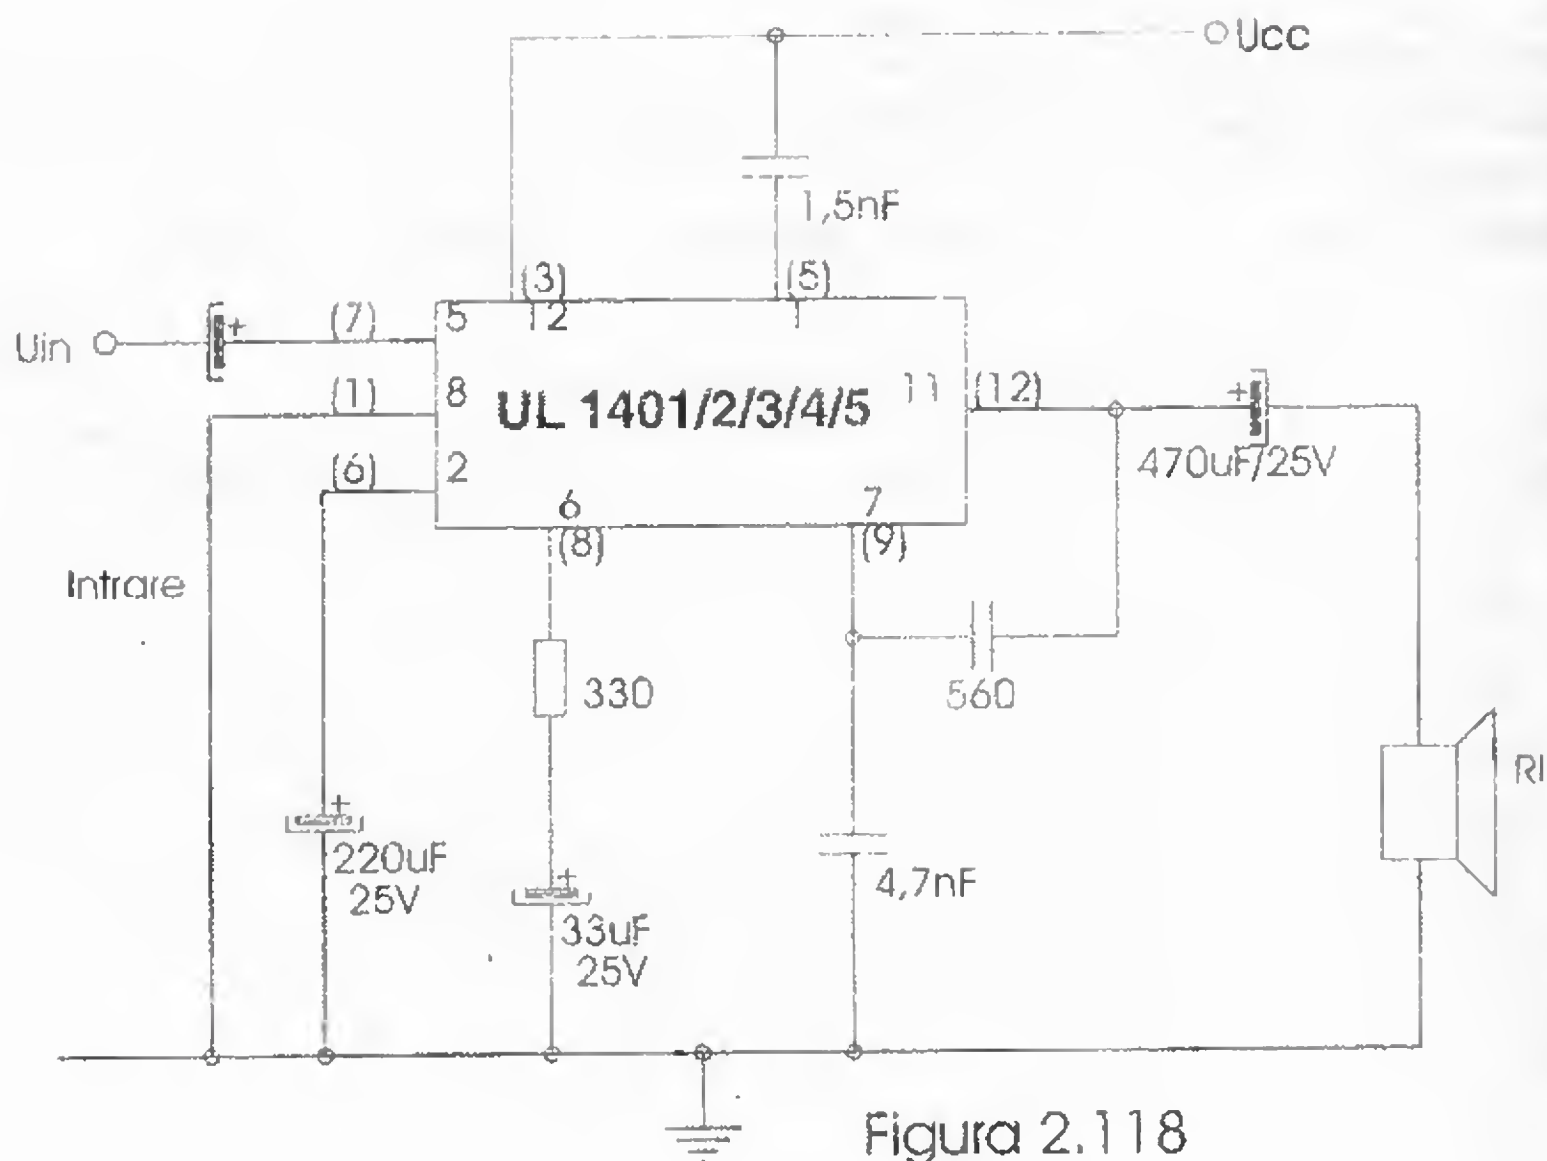 Ucc
1,5nF
(3)
(5)
12
1
Uin
+
(7)
5
(1)
8
UL 1401/2/3/4/5
11
(12)
+
470uF/25V
(6)
2
6
(8)
7
(9)
Intrare
330
560
Rl
+
220uF
25V
+
33uF
25V
4,7nF
Figura 2.118